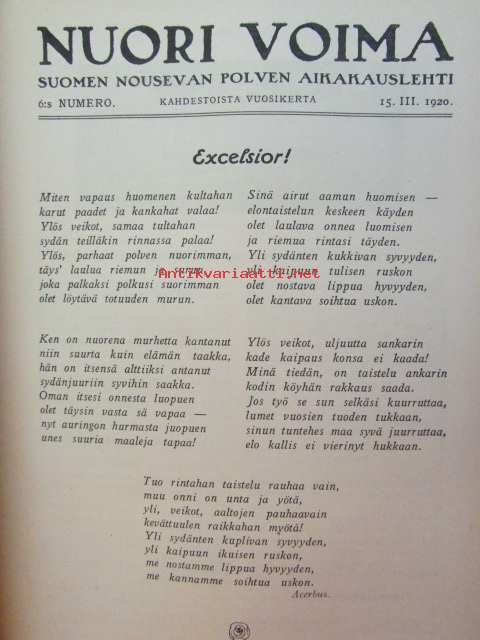 NUORI VOIMA
SUOMEN NOUSEVAN POLVEN AIKAKAUSLEHTI
6:s NUMERO. KAHDESTOISTA VUOSIKERTA 15. III. 1920.
Excelsior!
Miten vapaus huomenen kultahan
karut paadet ja kankahat valaa!
Ylös veikot, samaa tultahan
sydän teilläkin rinnassa palaa!
Ylös, parhaat polven nuorimman,
täys' laulua riemun ja surun,
joka palkaksi polkusi suorimman
olet löytävä totuuden murun.
Ken on nuorena murhetta kantanut
niin suurta kuin elämän taakka,
hän on itsensä alttiiksi antanut
sydänjuuriin syvihin saakka.
Oman itsesi onnesta luopuen
olet täysin vasta sä vapaa —
nyt auringon hurmasta juopuen
unes suuria maaleja tapaa!
Sinä airut aamun huomisen —
elontaistelun keskeen käyden
olet laulava onnea luomisen
ja riemua rintasi täyden.
Yli sydänten kukkivan syvyyden,
yli kaipuun tulisen ruskon
olet nostava lippua hyvyyden,
olet kantava soihtua uskon.
Ylös veikot, uljuutta sankarin
kade kaipaus konsa ei kaada!
Minä tiedän, on taistelu ankarin
kodin köyhän rakkaus saada.
Jos työ se sun selkäsi kuurruttaa,
lumet vuosien tuoden tukkaan,
sinun tuntehes maa syvä juurruttaa,
elo kallis ei vierinyt hukkaan.
Tuo rintahan taistelu rauhaa vain,
muu onni on unta ja yötä,
yli, veikot, aaltojen pauhaavain
kevättuulen raikkahan myötä!
Yli sydänten kuplivan syvyyden,
yli kaipuun ikuisen ruskon,
me nostamme lippua hyvyyden,
me kannamme soihtua uskon.
Acerbus.
Antikvariaatti.net